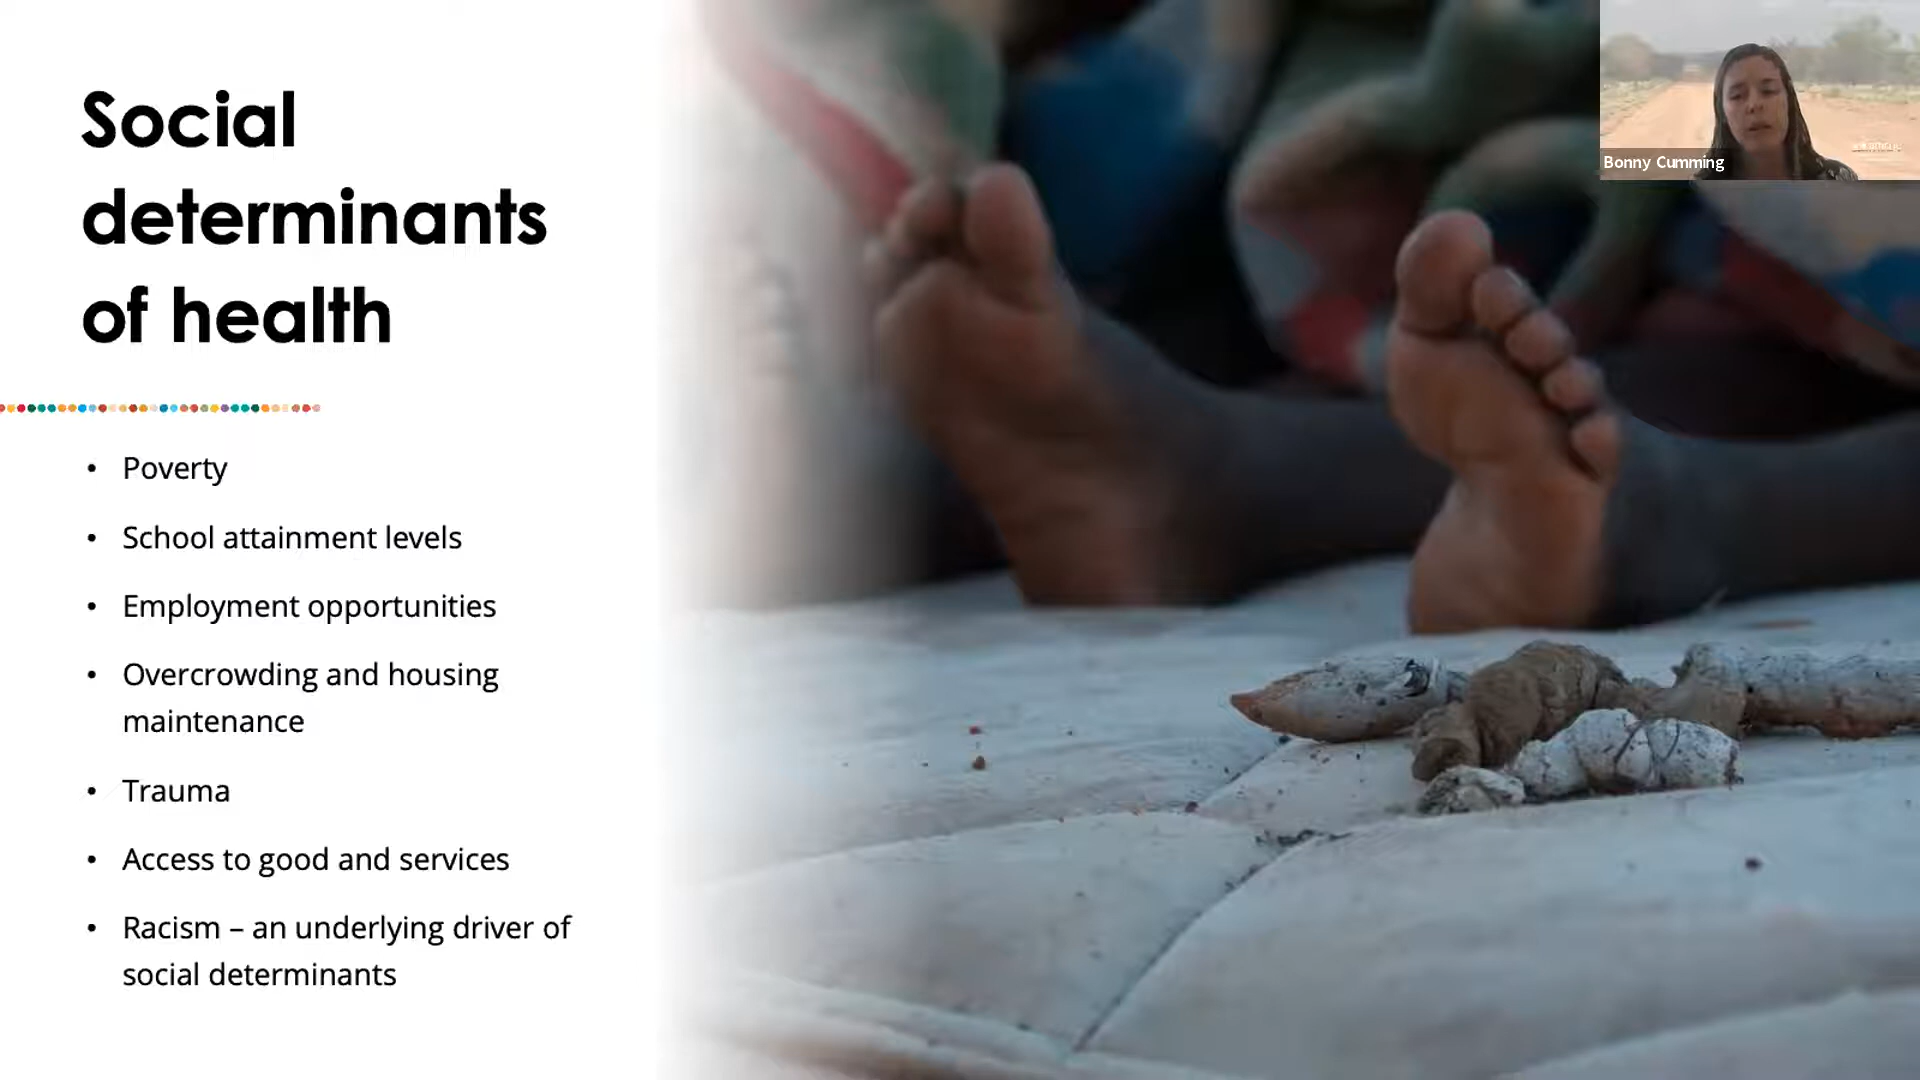 Social
determinants
of health
• Poverty
• School attainment levels
• Employment opportunities
• Overcrowding and housing
maintenance
• Trauma
• Access to good and services
• Racism – an underlying driver of
social determinants
Bonny Cumming